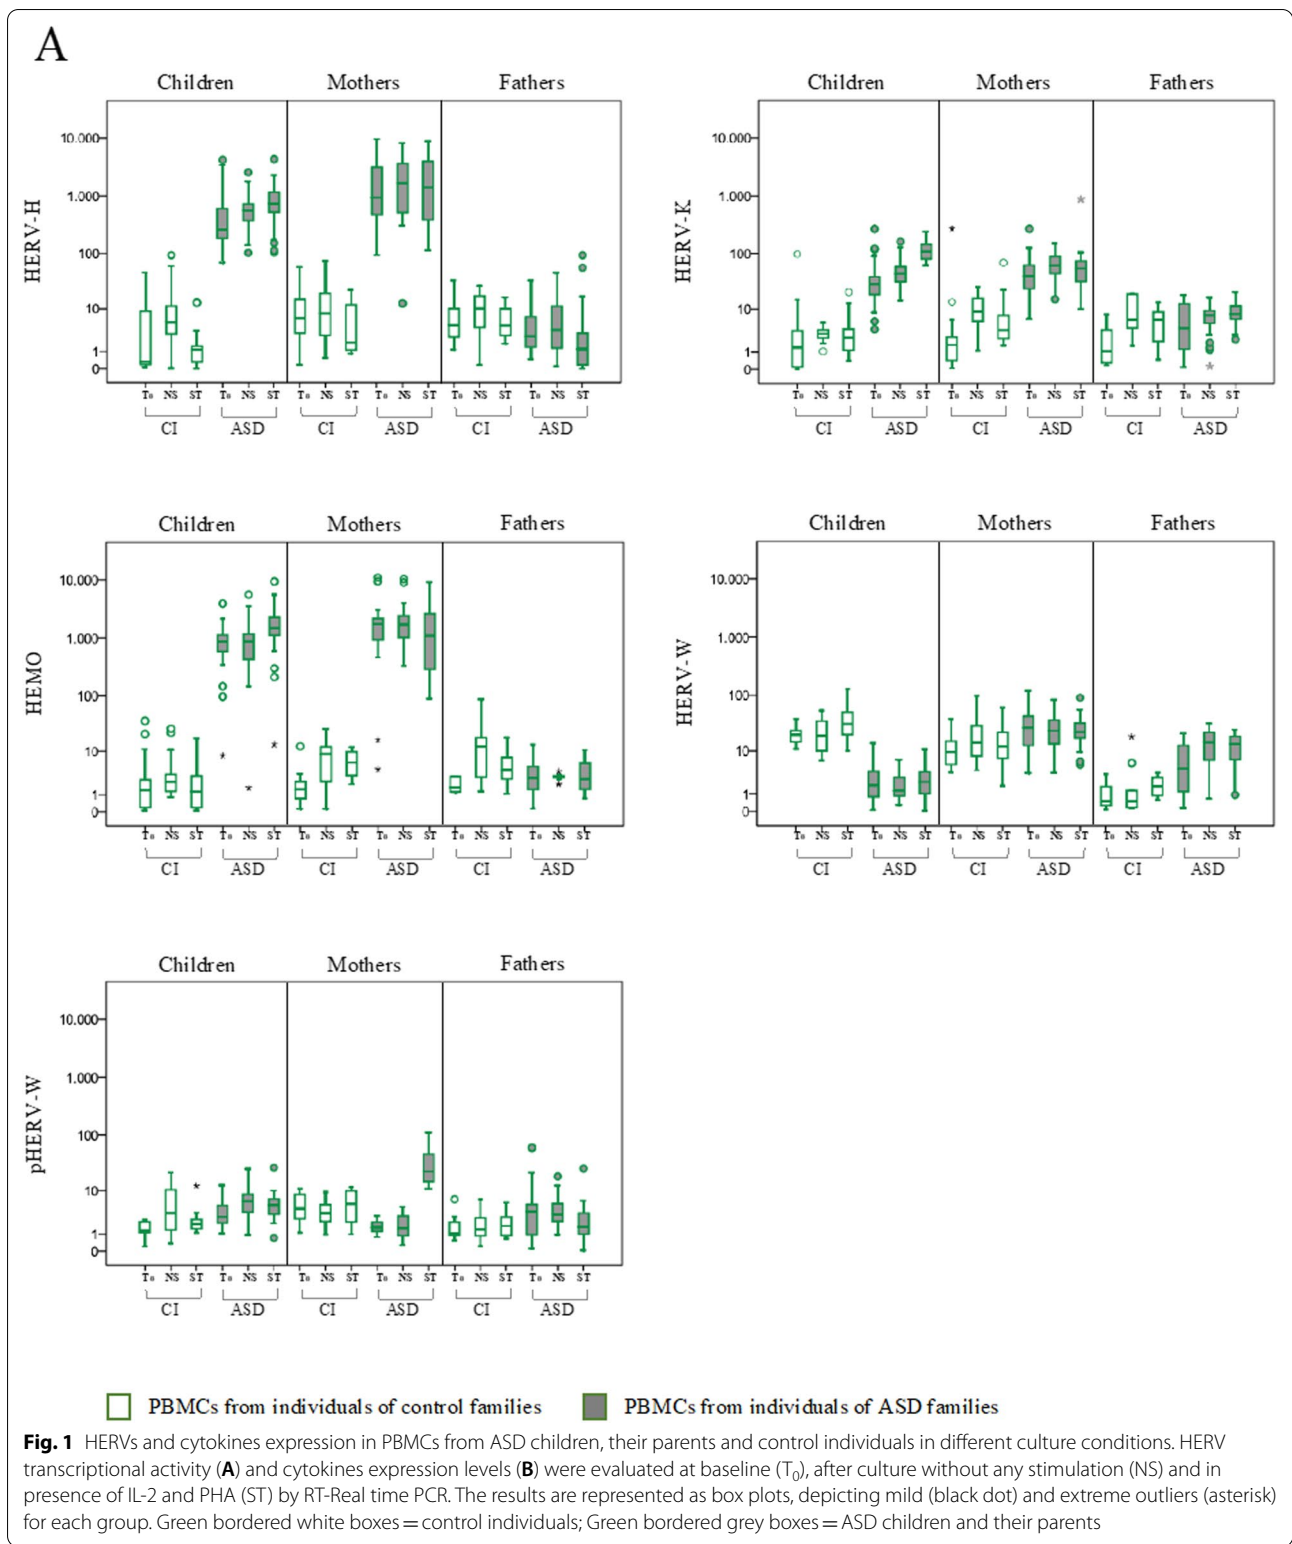 A
Children Mothers Fathers
HERV-H
10.000
1.000
100
10
1
0
T₀ NS ST T₀ NS ST T₀ NS ST T₀ NS ST T₀ NS ST T₀ NS ST
CI ASD CI ASD CI ASD
Children Mothers Fathers
HERV-K
10.000
1.000
100
10
1
0
T₀ NS ST T₀ NS ST T₀ NS ST T₀ NS ST T₀ NS ST T₀ NS ST
CI ASD CI ASD CI ASD
Children Mothers Fathers
HEMO
10.000
1.000
100
10
1
0
T₀ NS ST T₀ NS ST T₀ NS ST T₀ NS ST T₀ NS ST T₀ NS ST
CI ASD CI ASD CI ASD
Children Mothers Fathers
HERV-W
10.000
1.000
100
10
1
0
T₀ NS ST T₀ NS ST T₀ NS ST T₀ NS ST T₀ NS ST T₀ NS ST
CI ASD CI ASD CI ASD
Children Mothers Fathers
pHERV-W
10.000
1.000
100
10
1
0
T₀ NS ST T₀ NS ST T₀ NS ST T₀ NS ST T₀ NS ST T₀ NS ST
CI ASD CI ASD CI ASD
PBMCs from individuals of control families PBMCs from individuals of ASD families
Fig. 1 HERVs and cytokines expression in PBMCs from ASD children, their parents and control individuals in different culture conditions. HERV
transcriptional activity (A) and cytokines expression levels (B) were evaluated at baseline (T₀), after culture without any stimulation (NS) and in
presence of IL-2 and PHA (ST) by RT-Real time PCR. The results are represented as box plots, depicting mild (black dot) and extreme outliers (asterisk)
for each group. Green bordered white boxes = control individuals; Green bordered grey boxes = ASD children and their parents